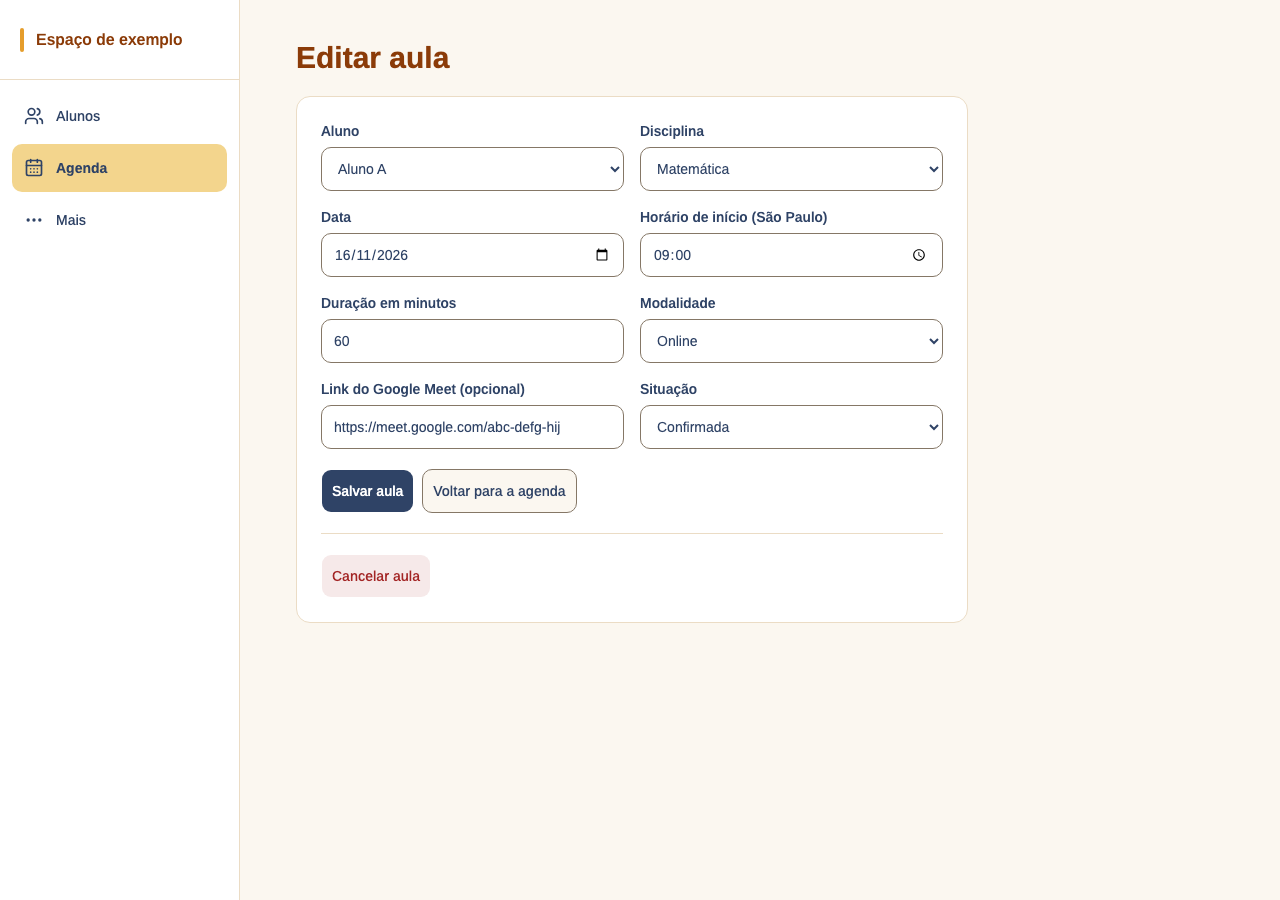 Espaço de exemplo
Alunos
Agenda
Mais
Editar aula
Aluno
Disciplina
Aluno A
Matemática
Data
Horário de início (São Paulo)
16/11/2026
09:00
Duração em minutos
Modalidade
60
Online
Link do Google Meet (opcional)
Situação
https://meet.google.com/abc-defg-hij
Confirmada
Salvar aula
Voltar para a agenda
Cancelar aula